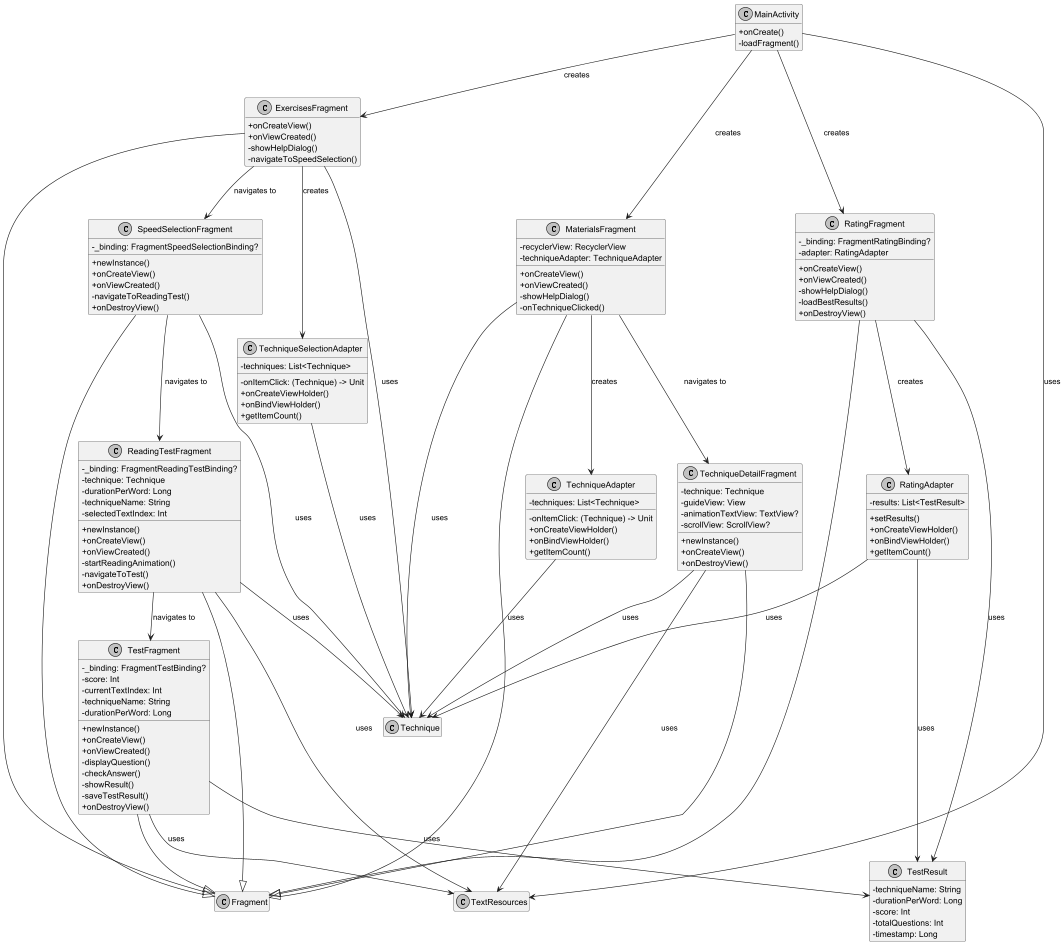 C MainActivity
+onCreate()
-loadFragment()
creates
creates
creates
uses
C ExercisesFragment
+onCreateView()
+onViewCreated()
-showHelpDialog()
-navigateToSpeedSelection()
navigates to
creates
uses
C SpeedSelectionFragment
-_binding: FragmentSpeedSelectionBinding?
+newInstance()
+onCreateView()
+onViewCreated()
-navigateToReadingTest()
+onDestroyView()
navigates to
uses
C MaterialsFragment
-recyclerView: RecyclerView
-techniqueAdapter: TechniqueAdapter
+onCreateView()
+onViewCreated()
-showHelpDialog()
-onTechniqueClicked()
uses
creates
navigates to
C RatingFragment
-_binding: FragmentRatingBinding?
-adapter: RatingAdapter
+onCreateView()
+onViewCreated()
-showHelpDialog()
-loadBestResults()
+onDestroyView()
creates
uses
C TechniqueSelectionAdapter
-techniques: List<Technique>
-onItemClick: (Technique) -> Unit
+onCreateViewHolder()
+onBindViewHolder()
+getItemCount()
uses
C ReadingTestFragment
-_binding: FragmentReadingTestBinding?
-technique: Technique
-durationPerWord: Long
-techniqueName: String
-selectedTextIndex: Int
+newInstance()
+onCreateView()
+onViewCreated()
-startReadingAnimation()
-navigateToTest()
+onDestroyView()
navigates to
uses
uses
C TechniqueAdapter
-techniques: List<Technique>
-onItemClick: (Technique) -> Unit
+onCreateViewHolder()
+onBindViewHolder()
+getItemCount()
uses
C TechniqueDetailFragment
-technique: Technique
-guideView: View
-animationTextView: TextView?
-scrollView: ScrollView?
+newInstance()
+onCreateView()
+onDestroyView()
uses
uses
C RatingAdapter
-results: List<TestResult>
+setResults()
+onCreateViewHolder()
+onBindViewHolder()
+getItemCount()
uses
uses
C TestFragment
-_binding: FragmentTestBinding?
-score: Int
-currentTextIndex: Int
-techniqueName: String
-durationPerWord: Long
+newInstance()
+onCreateView()
+onViewCreated()
-displayQuestion()
-checkAnswer()
-showResult()
-saveTestResult()
+onDestroyView()
uses
uses
C Technique
C Fragment
C TextResources
C TestResult
-techniqueName: String
-durationPerWord: Long
-score: Int
-totalQuestions: Int
-timestamp: Long